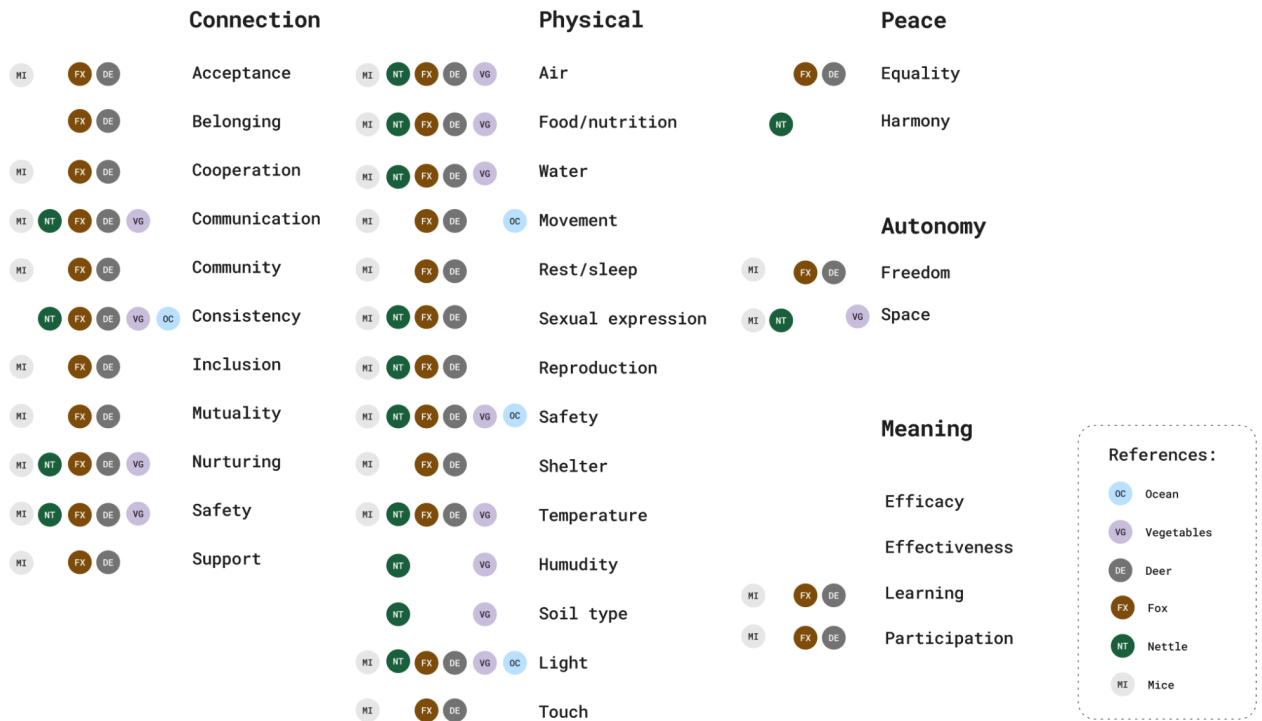 Connection
MI FX DE Acceptance
FX DE Belonging
MI FX DE Cooperation
MI NT FX DE VG Communication
MI FX DE Community
NT FX DE VG OC Consistency
MI FX DE Inclusion
MI FX DE Mutuality
MI NT FX DE VG Nurturing
MI NT FX DE VG Safety
MI FX DE Support
Physical
MI NT FX DE VG Air
MI NT FX DE VG Food/nutrition
MI NT FX DE VG Water
MI FX DE OC Movement
MI FX DE Rest/sleep
MI NT FX DE Sexual expression
MI NT FX DE Reproduction
MI NT FX DE VG OC Safety
MI FX DE Shelter
MI NT FX DE VG Temperature
NT VG Humudity
NT VG Soil type
MI NT FX DE VG OC Light
MI FX DE Touch
Peace
FX DE Equality
NT Harmony
Autonomy
MI FX DE Freedom
MI NT VG Space
Meaning
Efficacy
Effectiveness
MI FX DE Learning
MI FX DE Participation
References:
OC Ocean
VG Vegetables
DE Deer
FX Fox
NT Nettle
MI Mice